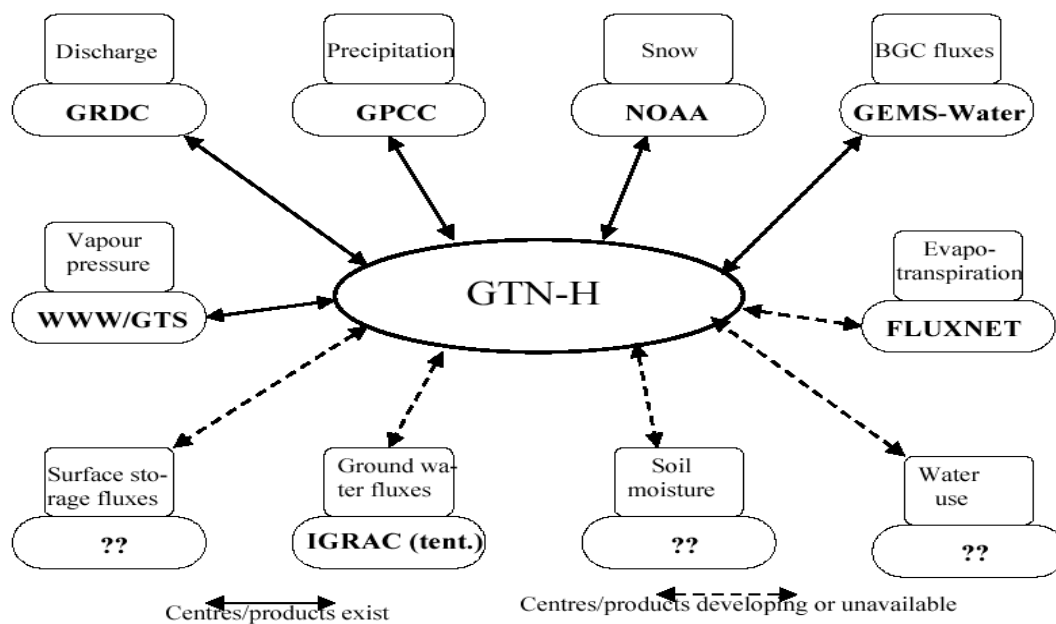 Discharge
GRDC
Precipitation
GPCC
Snow
NOAA
BGC fluxes
GEMS-Water
Vapour
pressure
WWW/GTS
GTN-H
Evapo-
transpiration
FLUXNET
Surface sto-
rage fluxes
??
Ground wa-
ter fluxes
IGRAC (tent.)
Soil
moisture
??
Water
use
??
Centres/products exist
Centres/products developing or unavailable